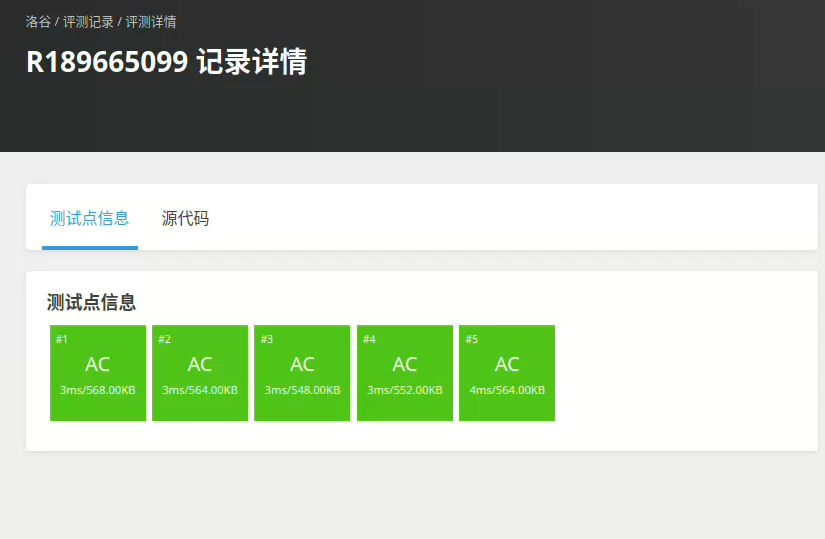 洛谷 / 评测记录 / 评测详情
R189665099 记录详情
测试点信息 源代码
测试点信息
#1 #2 #3 #4 #5
AC AC AC AC AC
3ms/568.00KB 3ms/564.00KB 3ms/548.00KB 3ms/552.00KB 4ms/564.00KB